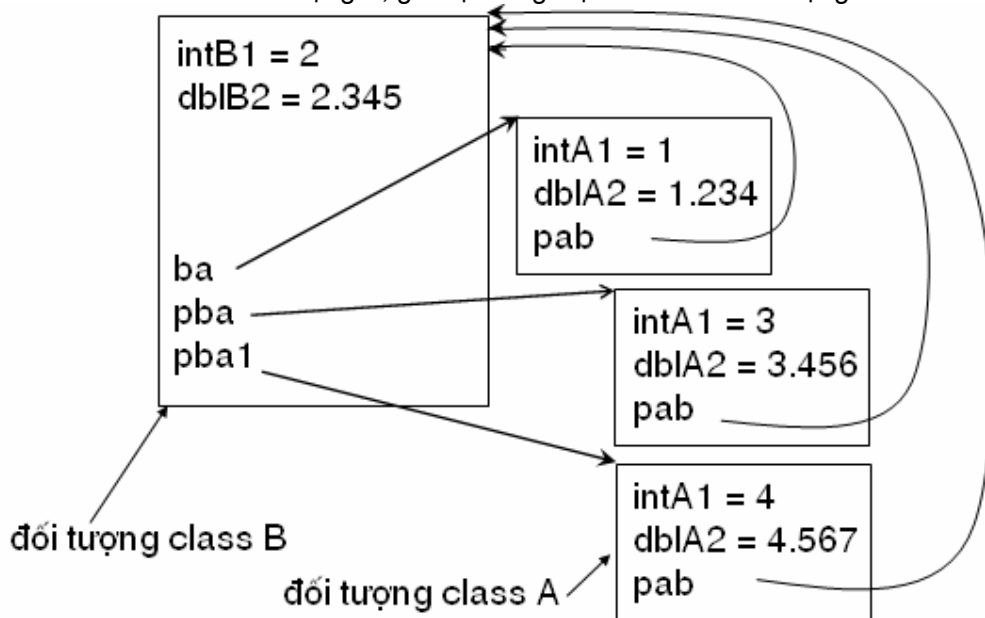 intB1 = 2
dblB2 = 2.345
ba
pba
pba1
intA1 = 1
dblA2 = 1.234
pab
intA1 = 3
dblA2 = 3.456
pab
intA1 = 4
dblA2 = 4.567
pab
đối tượng class B
đối tượng class A